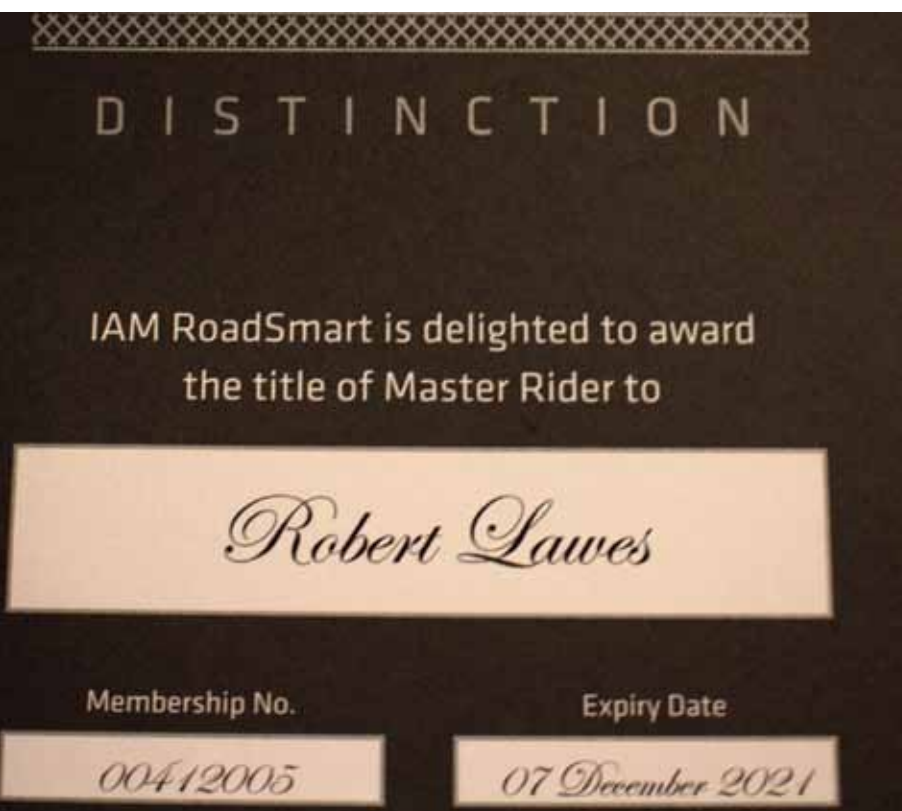 DISTINCTION
IAM RoadSmart is delighted to award
the title of Master Rider to
Robert Lawes
Membership No. Expiry Date
00412005 07 December 2021